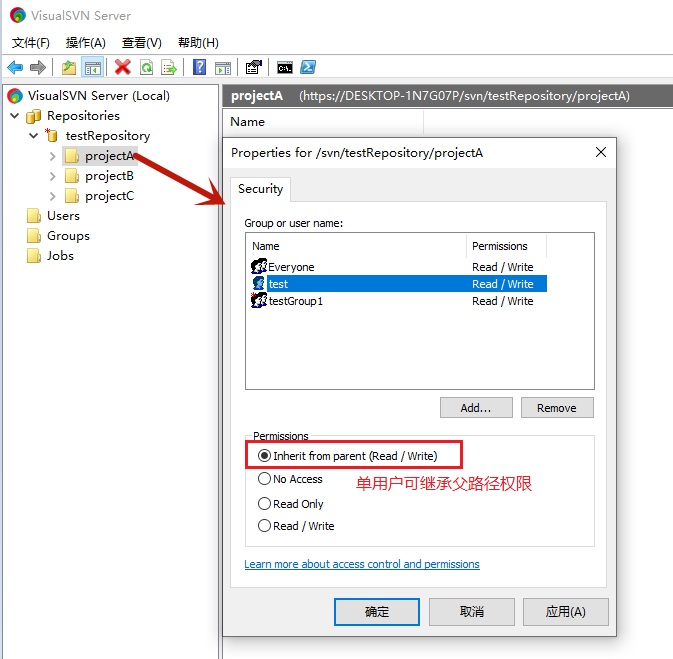 VisualSVN Server
文件(F) 操作(A) 查看(V) 帮助(H)
VisualSVN Server (Local)
Repositories
testRepository
projectA
projectB
projectC
Users
Groups
Jobs
projectA (https://DESKTOP-1N7G07P/svn/testRepository/projectA)
Name
Properties for /svn/testRepository/projectA
Security
Group or user name:
Name Permissions
Everyone Read / Write
test Read / Write
testGroup1 Read / Write
Add... Remove
Permissions
Inherit from parent (Read / Write)
No Access
单用户可继承父路径权限
Read Only
Read / Write
Learn more about access control and permissions
确定 取消 应用(A)